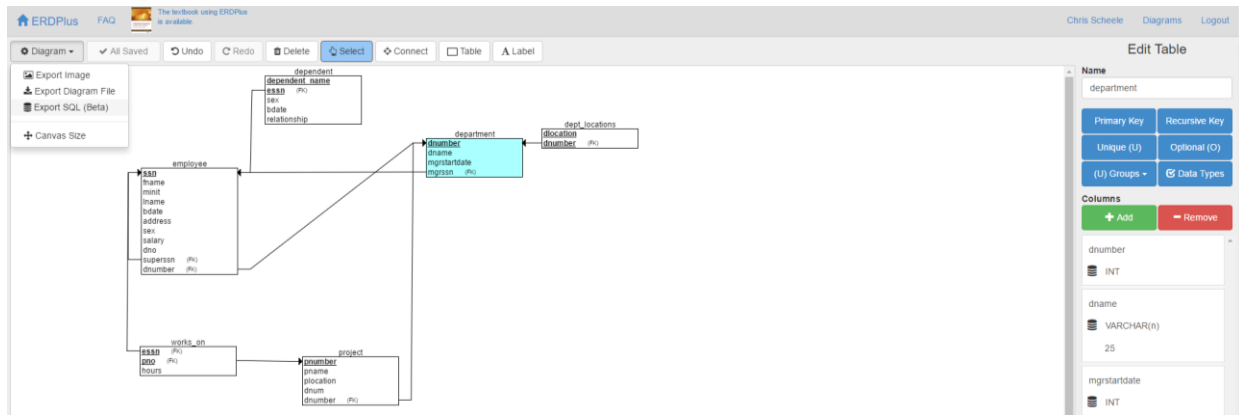 ERDPlus FAQ The textbook using ERDPlus is available. Chris Scheele Diagrams Logout
Diagram All Saved Undo Redo Delete Select Connect Table Label Edit Table
Export Image
Export Diagram File
Export SQL (Beta)
Canvas Size
dependent
dependent_name
essn (FK)
sex
bdate
relationship
department
dnumber
dname
mgrstartdate
mgrssn (FK)
dept_locations
dlocation
dnumber (FK)
employee
ssn
fname
minit
lname
bdate
address
sex
salary
dno
superssn (FK)
dnumber (FK)
works_on
essn (FK)
pno (FK)
hours
project
pnumber
pname
plocation
dnum
dnumber (FK)
Name
department
Primary Key Recursive Key
Unique (U) Optional (O)
(U) Groups Data Types
Columns
Add Remove
dnumber
INT
dname
VARCHAR(n)
25
mgrstartdate
INT